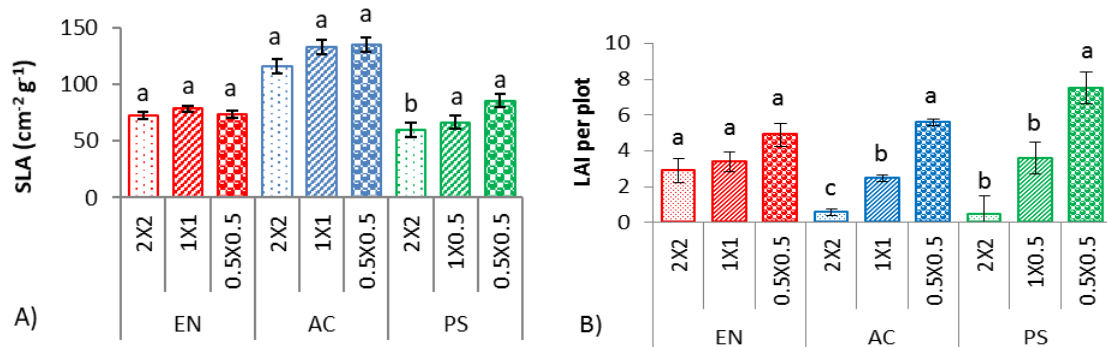 SLA (cm⁻² g⁻¹)
150
100
50
0
a a a a a a b a a
2X2 1X1 0.5X0.5 2X2 1X1 0.5X0.5 2X2 1X0.5 0.5X0.5
EN AC PS
A)
LAI per plot
10
8
6
4
2
0
a a a c b a b b a
2X2 1X1 0.5X0.5 2X2 1X1 0.5X0.5 2X2 1X0.5 0.5X0.5
EN AC PS
B)